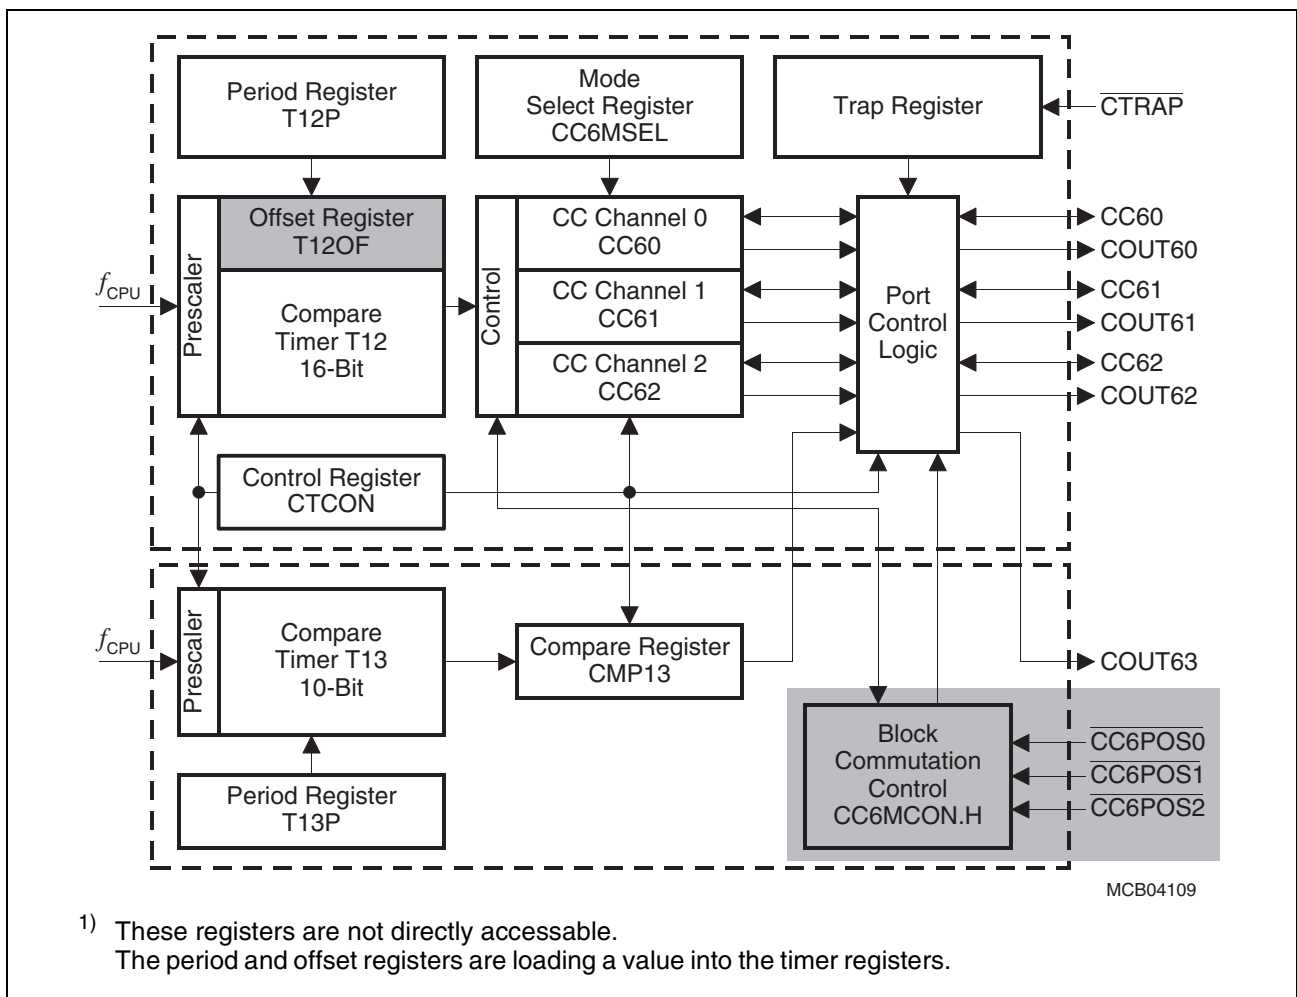 Period Register
T12P
Mode
Select Register
CC6MSEL
Trap Register
CTRAP
Prescaler
Offset Register
T12OF
Compare
Timer T12
16-Bit
fCPU
Control
CC Channel 0
CC60
CC Channel 1
CC61
CC Channel 2
CC62
Port
Control
Logic
CC60
COUT60
CC61
COUT61
CC62
COUT62
Control Register
CTCON
fCPU
Prescaler
Compare
Timer T13
10-Bit
Compare Register
CMP13
COUT63
Period Register
T13P
Block
Commutation
Control
CC6MCON.H
CC6POS0
CC6POS1
CC6POS2
MCB04109
1) These registers are not directly accessable.
The period and offset registers are loading a value into the timer registers.